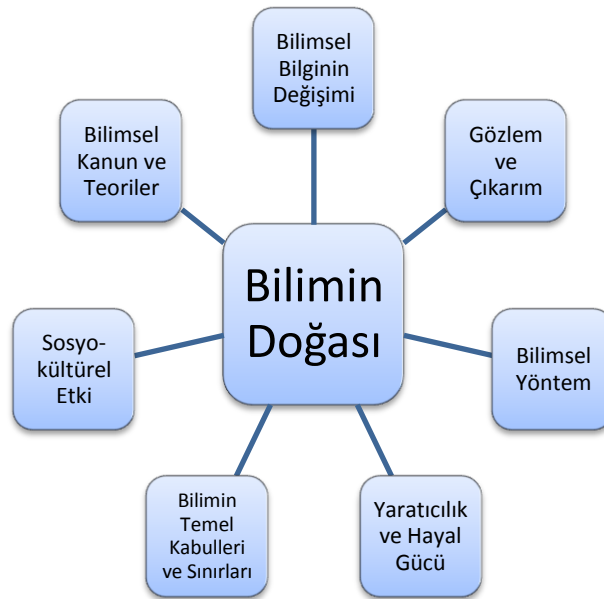 Bilimsel
Bilginin
Değişimi
Gözlem
ve
Çıkarım
Bilimsel
Yöntem
Yaratıcılık
ve Hayal
Gücü
Bilimin
Temel
Kabulleri
ve Sınırları
Sosyo-
kültürel
Etki
Bilimsel
Kanun ve
Teoriler
Bilimin
Doğası